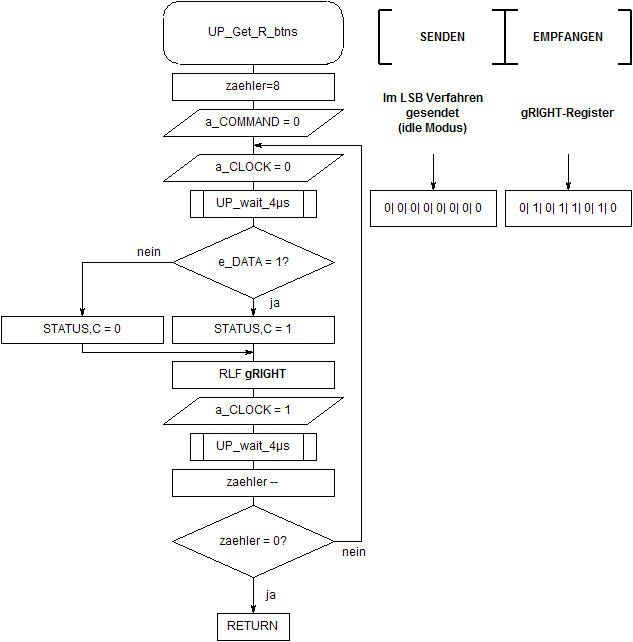 UP_Get_R_btns
zaehler=8
a_COMMAND = 0
a_CLOCK = 0
UP_wait_4µs
e_DATA = 1?
nein
ja
STATUS,C = 0
STATUS,C = 1
RLF gRIGHT
a_CLOCK = 1
UP_wait_4µs
zaehler --
zaehler = 0?
nein
ja
RETURN
SENDEN
EMPFANGEN
Im LSB Verfahren
gesendet
(idle Modus)
gRIGHT-Register
0| 0| 0| 0| 0| 0| 0| 0
0| 1| 0| 1| 1| 0| 1| 0